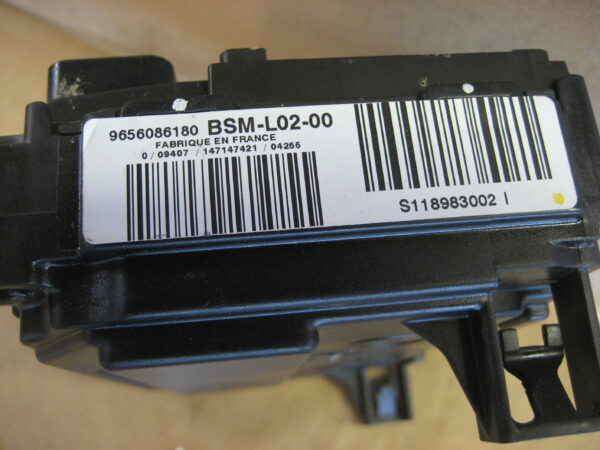 9656086180 BSM-L02-00
FABRIQUE EN FRANCE
0 / 09407 / 147147421 / 04255
S118983002 I